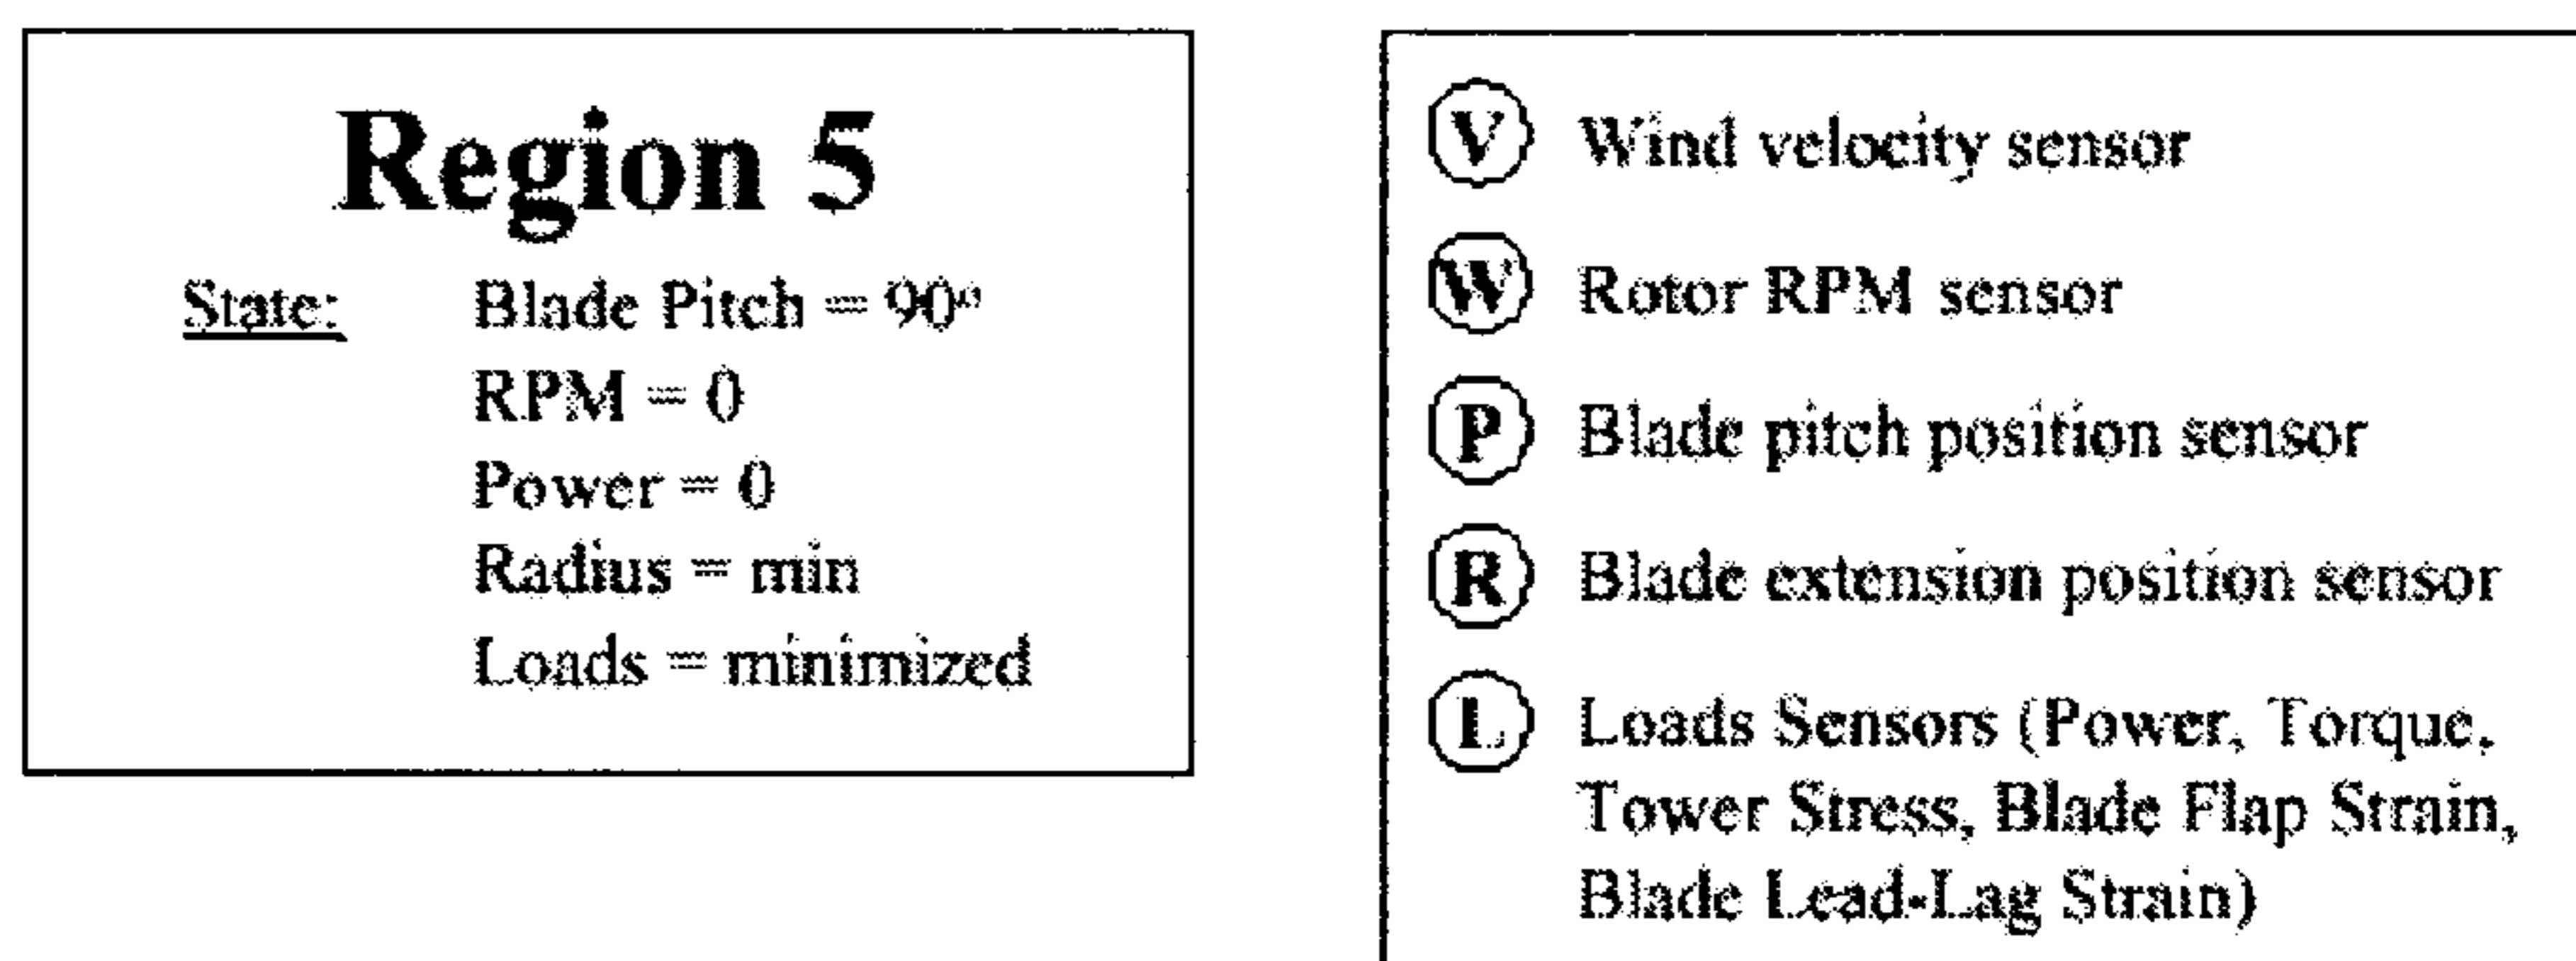 Region 5
State: Blade Pitch = 90°
RPM = 0
Power = 0
Radius = min
Loads = minimized
V Wind velocity sensor
W Rotor RPM sensor
P Blade pitch position sensor
R Blade extension position sensor
L Loads Sensors (Power, Torque,
Tower Stress, Blade Flap Strain,
Blade Lead-Lag Strain)